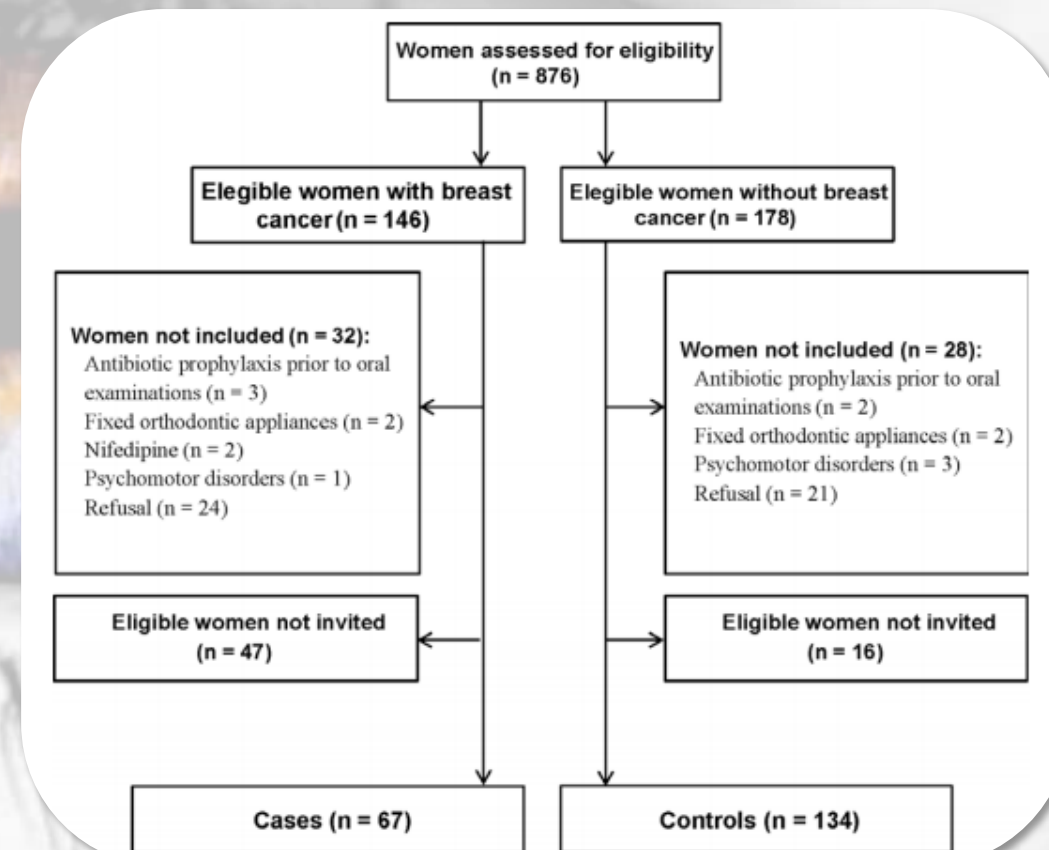 Women assessed for eligibility
(n = 876)
Elegible women with breast
cancer (n = 146)
Elegible women without breast
cancer (n = 178)
Women not included (n = 32):
Antibiotic prophylaxis prior to oral
examinations (n = 3)
Fixed orthodontic appliances (n = 2)
Nifedipine (n = 2)
Psychomotor disorders (n = 1)
Refusal (n = 24)
Women not included (n = 28):
Antibiotic prophylaxis prior to oral
examinations (n = 2)
Fixed orthodontic appliances (n = 2)
Psychomotor disorders (n = 3)
Refusal (n = 21)
Eligible women not invited
(n = 47)
Eligible women not invited
(n = 16)
Cases (n = 67)
Controls (n = 134)